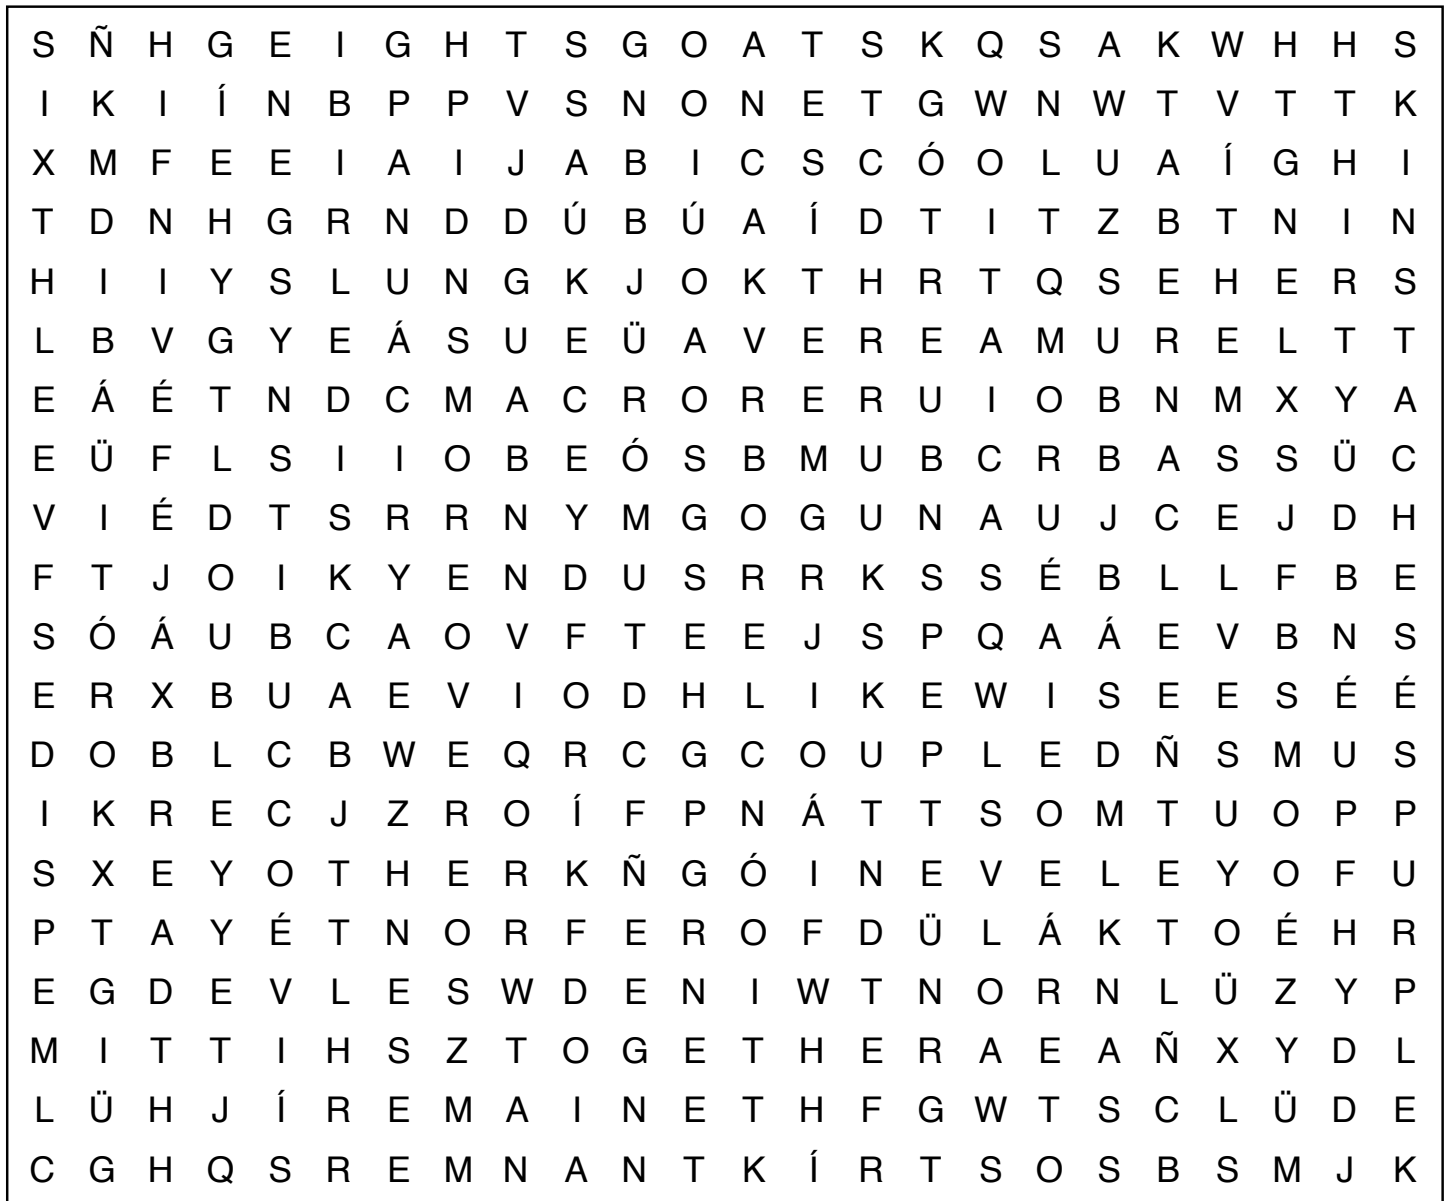 S Ñ H G E I G H T S G O A T S K Q S A K W H H S
I K I Í N B P P V S N O N E T G W N W T V T T K
X M F E E I A I J A B I C S C Ó O L U A Í G H I
T D N H G R N D D Ú B Ú A Í D T I T Z B T N I N
H I I Y S L U N G K J O K T H R T Q S E H E R S
L B V G Y E Á S U E Ü A V E R E A M U R E L T T
E Á É T N D C M A C R O R E R U I O B N M X Y A
E Ü F L S I I O B E Ó S B M U B C R B A S S Ü C
V I É D T S R R N Y M G O G U N A U J C E J D H
F T J O I K Y E N D U S R R K S S É B L L F B E
S Ó Á U B C A O V F T E E J S P Q A Á E V B N S
E R X B U A E V I O D H L I K E W I S E E S É É
D O B L C B W E Q R C G C O U P L E D Ñ S M U S
I K R E C J Z R O Í F P N Á T T S O M T U O P P
S X E Y O T H E R K Ñ G Ó I N E V E L E Y O F U
P T A Y É T N O R F E R O F D Ü L Á K T O É H R
E G D E V L E S W D E N I W T N O R N L Ü Z Y P
M I T T I H S Z T O G E T H E R A E A Ñ X Y D L
L Ü H J Í R E M A I N E T H F G W T S C L Ü D E
C G H Q S R E M N A N T K Í R T S O S B S M J K